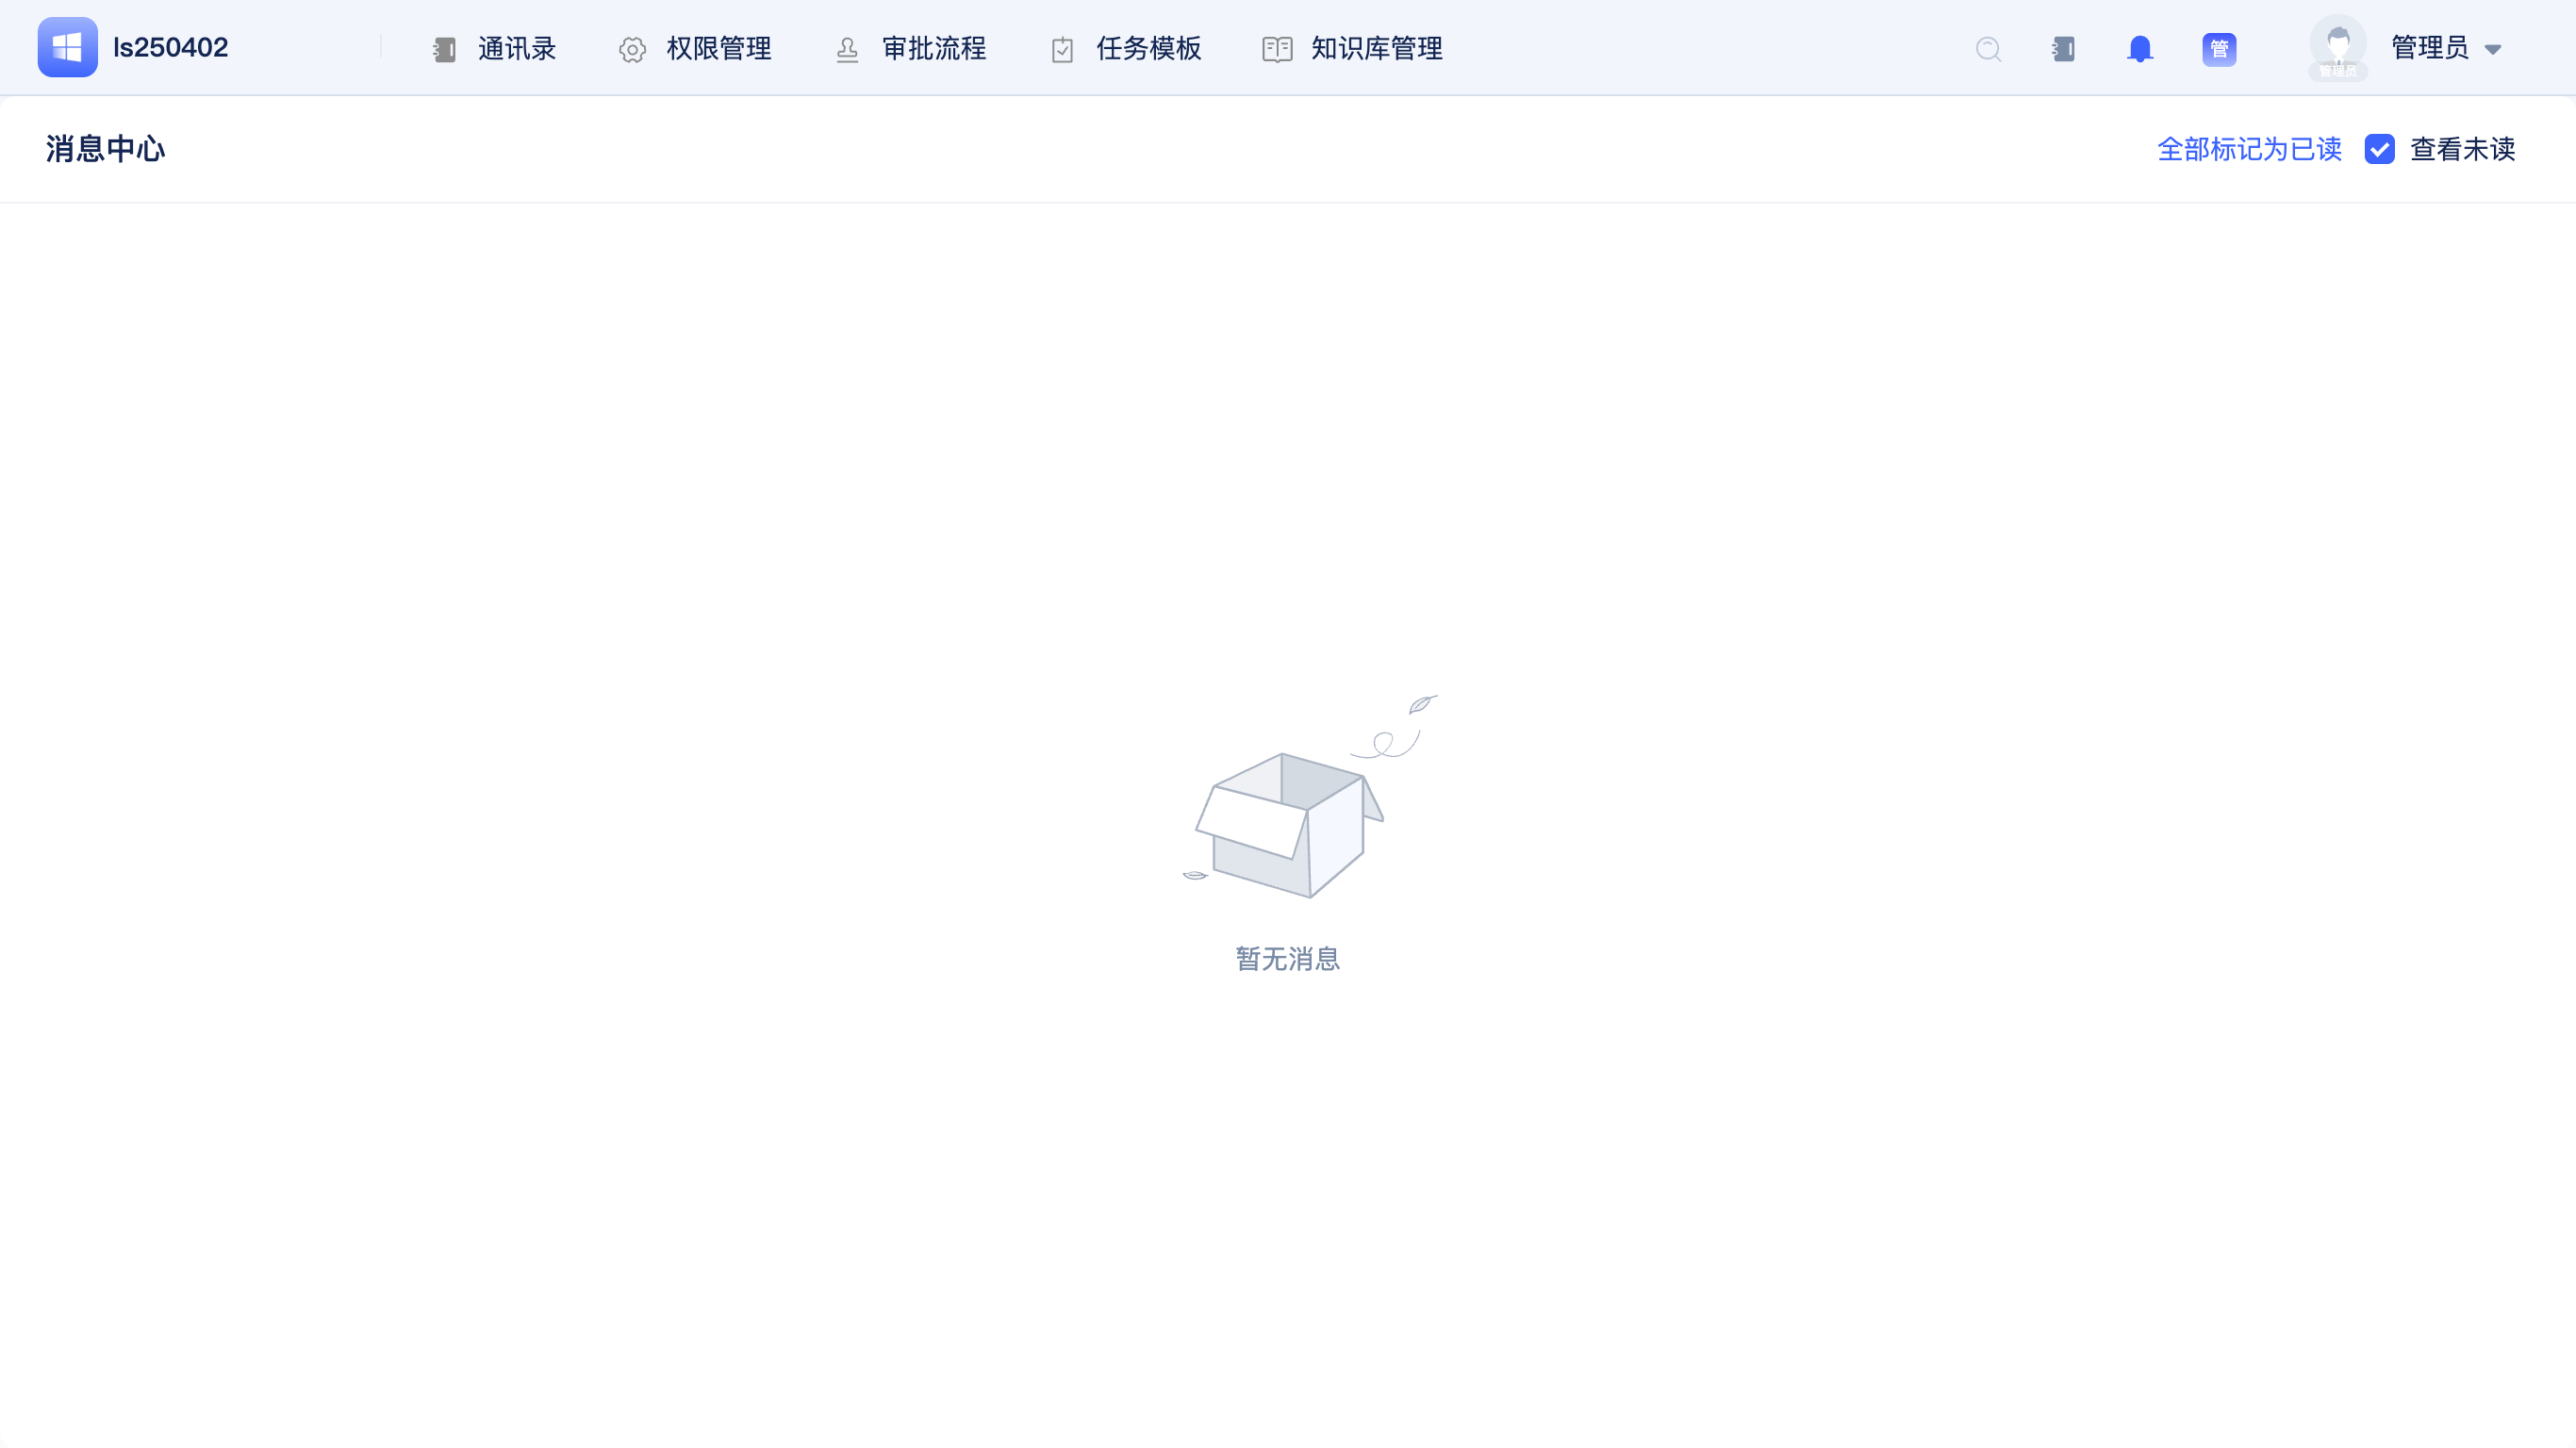 ls250402
通讯录
权限管理
审批流程
任务模板
知识库管理
管
管理员
管理员
消息中心
全部标记为已读
查看未读
暂无消息